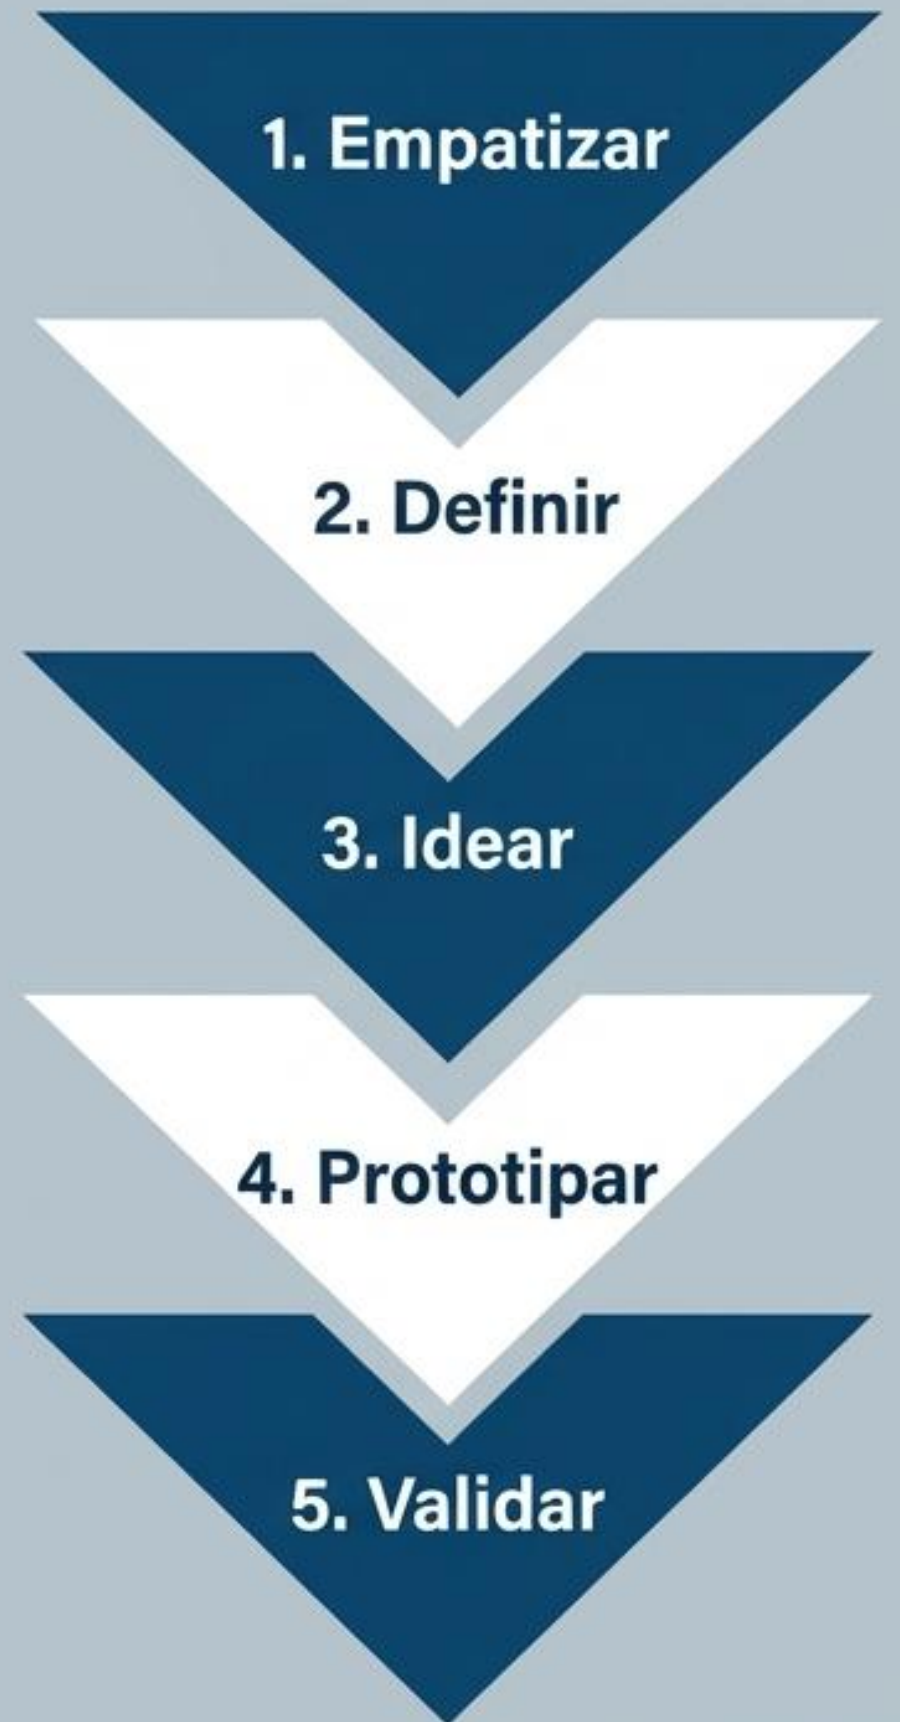 1. Empatizar
2. Definir
3. Idear
4. Prototipar
5. Validar